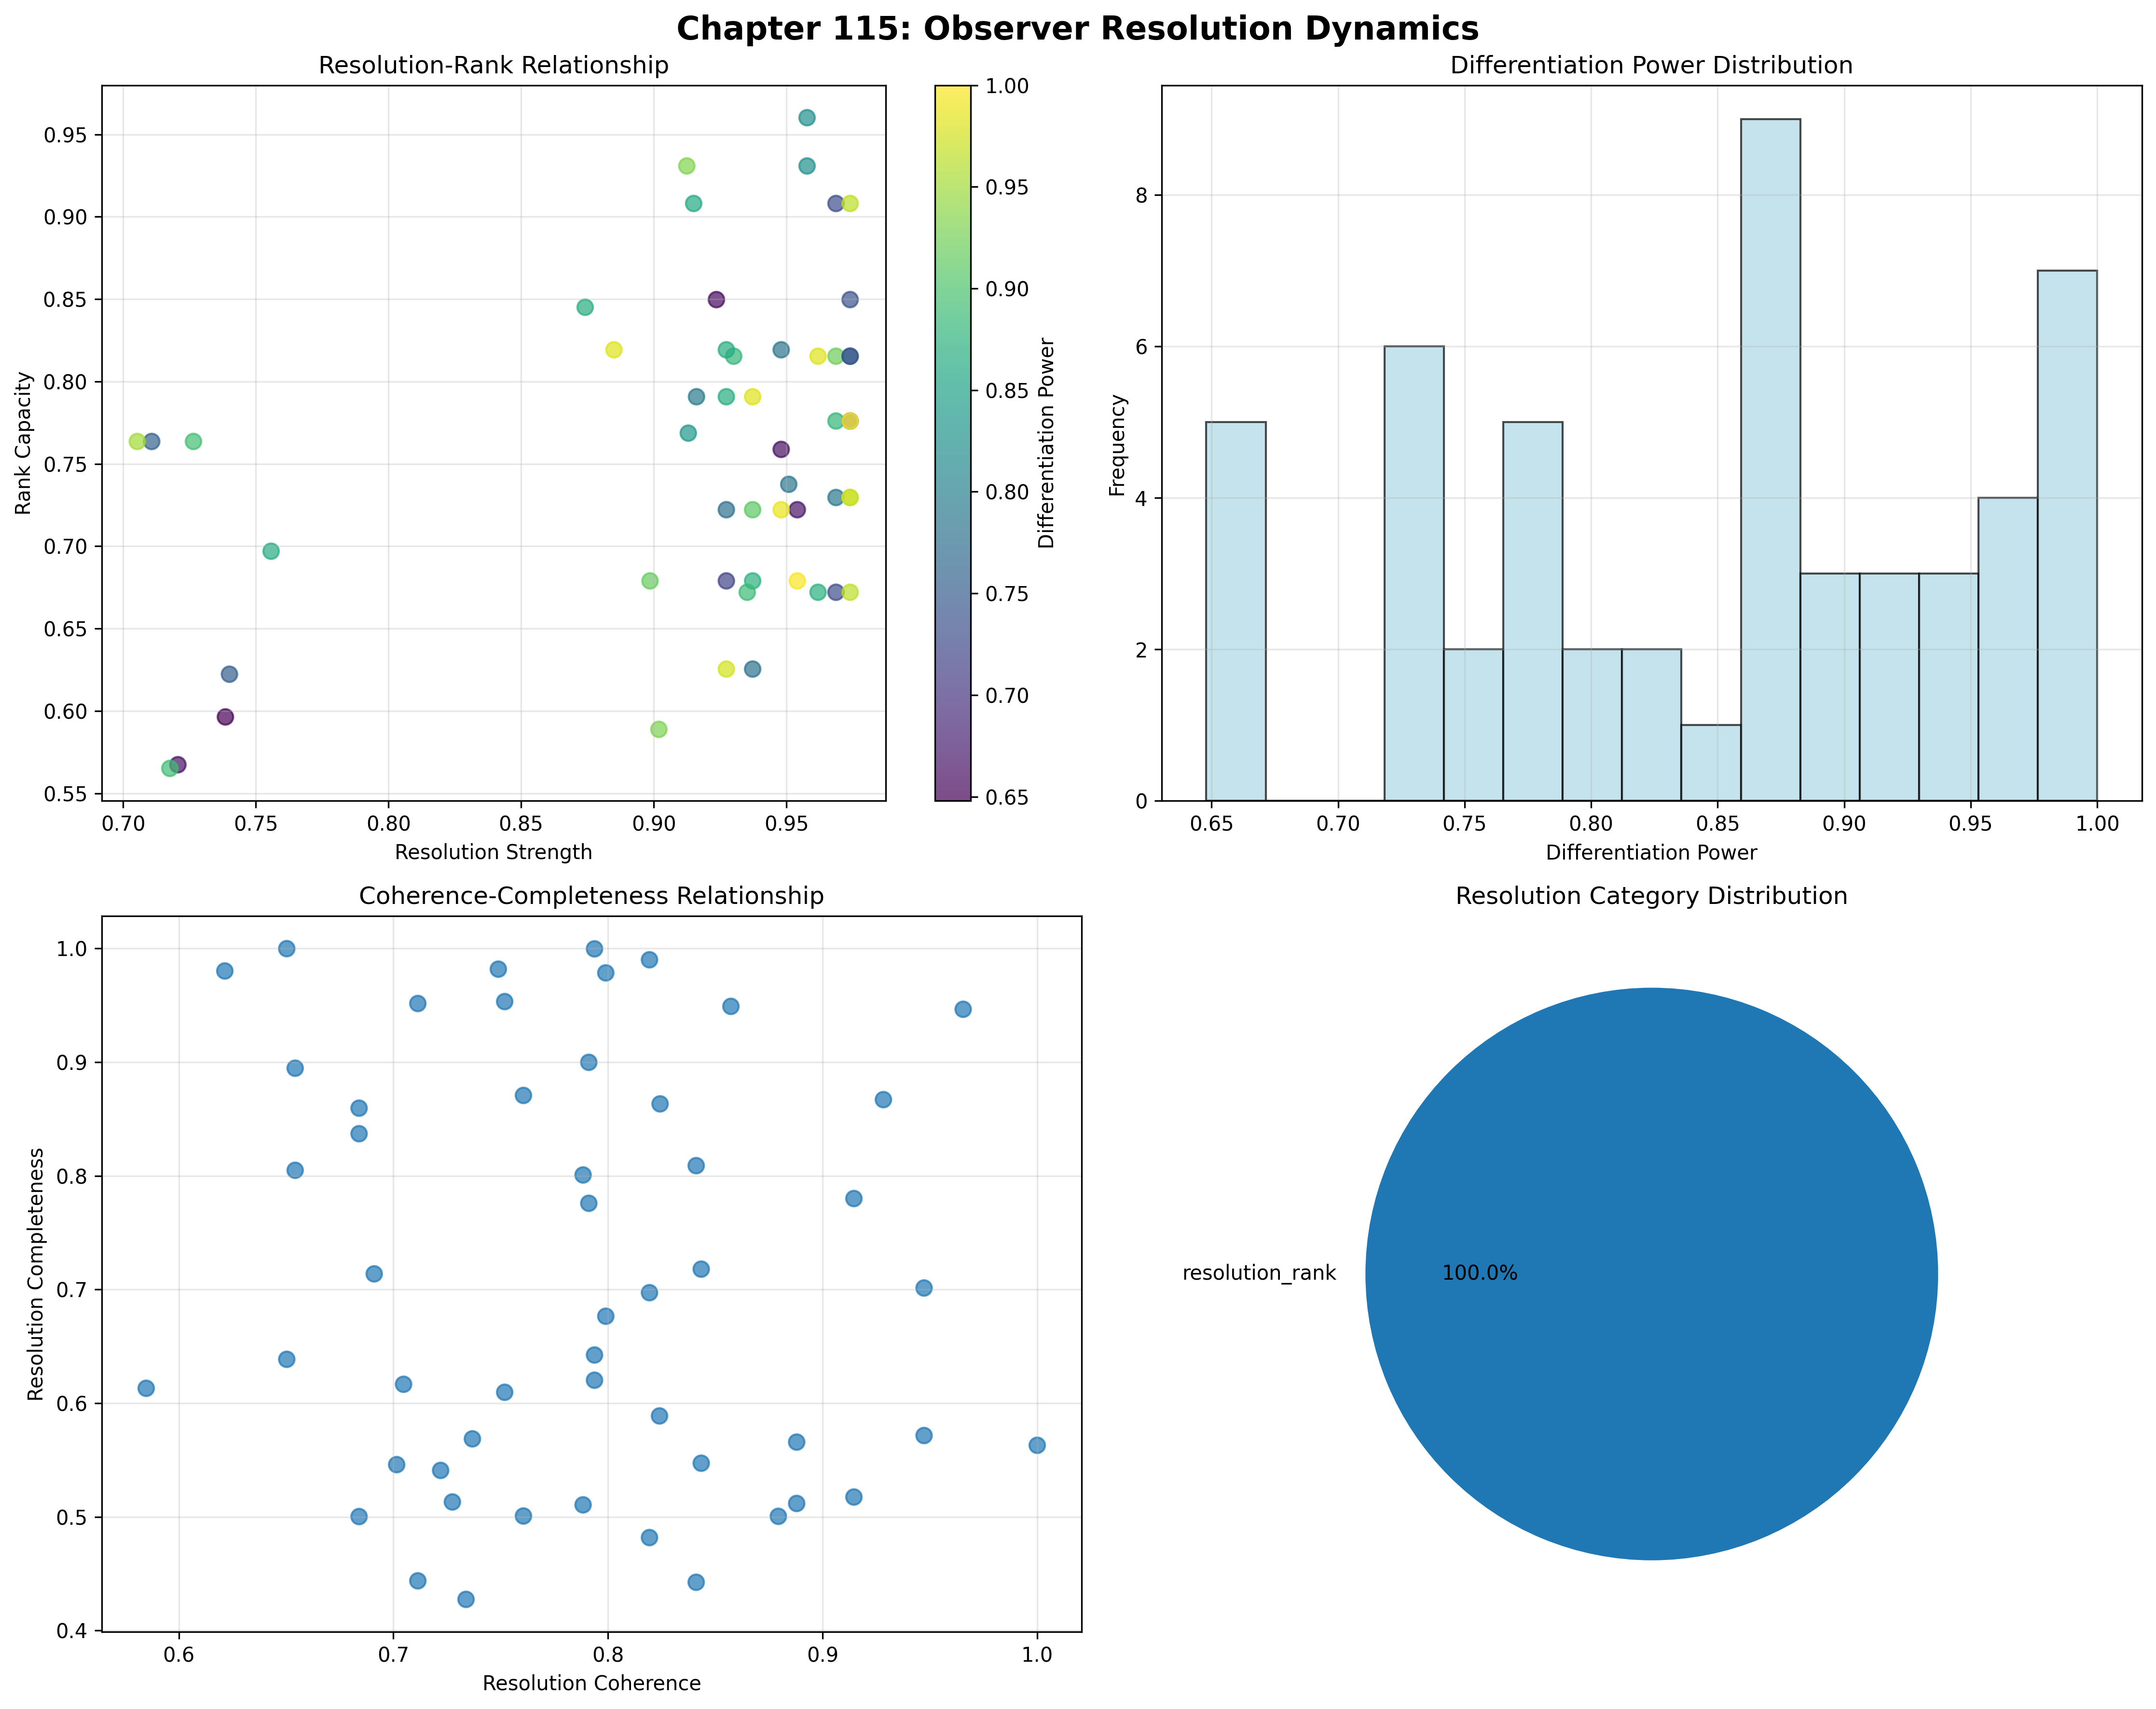 Chapter 115: Observer Resolution Dynamics
Resolution-Rank Relationship
0.95
0.90
0.85
0.80
0.75
0.70
0.65
0.60
0.55
Rank Capacity
0.70 0.75 0.80 0.85 0.90 0.95
Resolution Strength
1.00
0.95
0.90
0.85
0.80
0.75
0.70
0.65
Differentiation Power
Differentiation Power Distribution
8
6
4
2
0
Frequency
0.65 0.70 0.75 0.80 0.85 0.90 0.95 1.00
Differentiation Power
Coherence-Completeness Relationship
1.0
0.9
0.8
0.7
0.6
0.5
0.4
Resolution Completeness
0.6 0.7 0.8 0.9 1.0
Resolution Coherence
Resolution Category Distribution
resolution_rank
100.0%